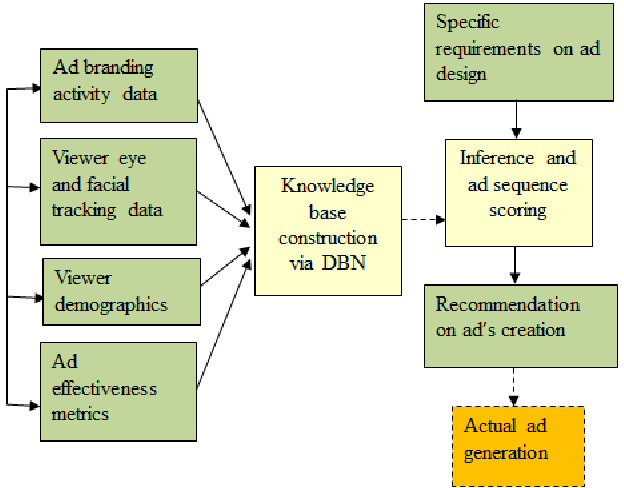 Ad branding
activity data
Viewer eye
and facial
tracking data
Viewer
demographics
Ad
effectiveness
metrics
Knowledge
base
construction
via DBN
Specific
requirements on ad
design
Inference and
ad sequence
scoring
Recommendation
on ad's creation
Actual ad
generation